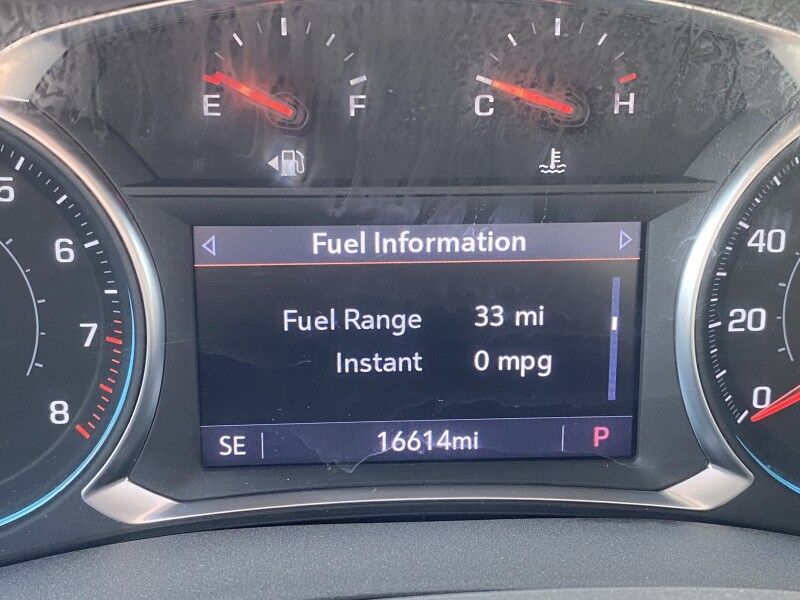 E F C H
Fuel Information
Fuel Range 33 mi
Instant 0 mpg
SE 16614mi P
5
6
7
8
40
20
0